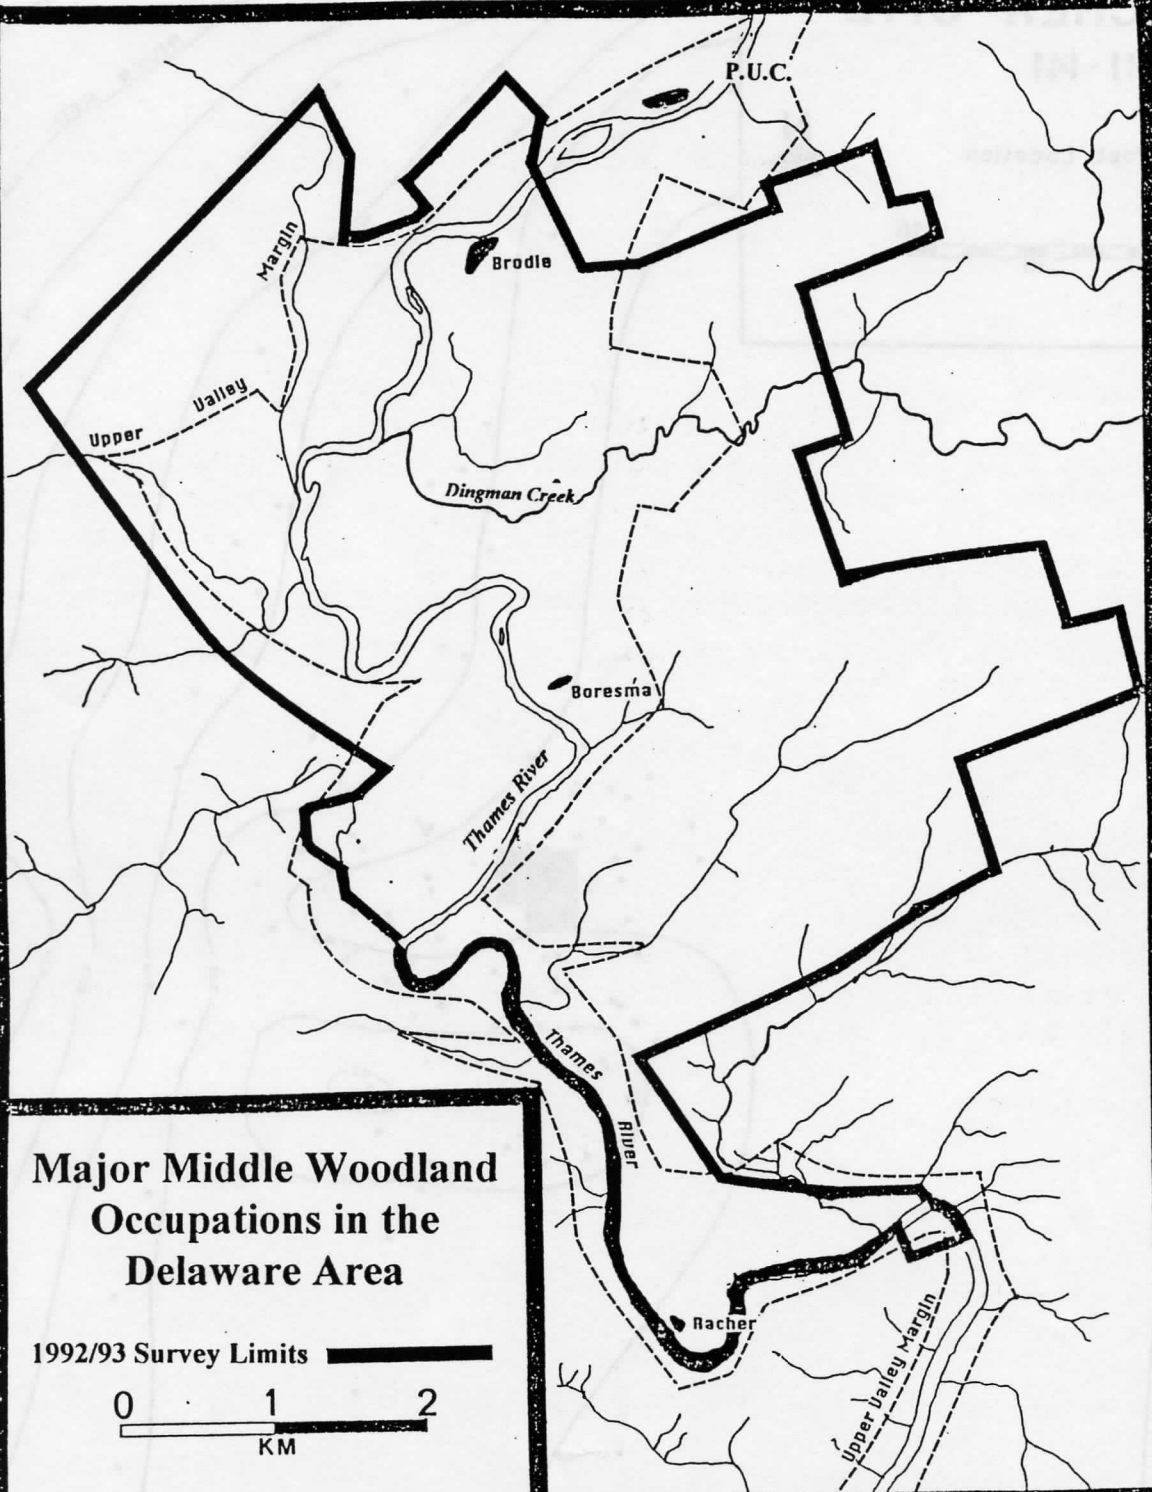 P.U.C.
Margin
Brodie
Valley
Upper
Dingman Creek
Boresma
Thames River
Thames
River
Major Middle Woodland
Occupations in the
Delaware Area
1992/93 Survey Limits
0 1 2
KM
Racher
Upper Valley Margin